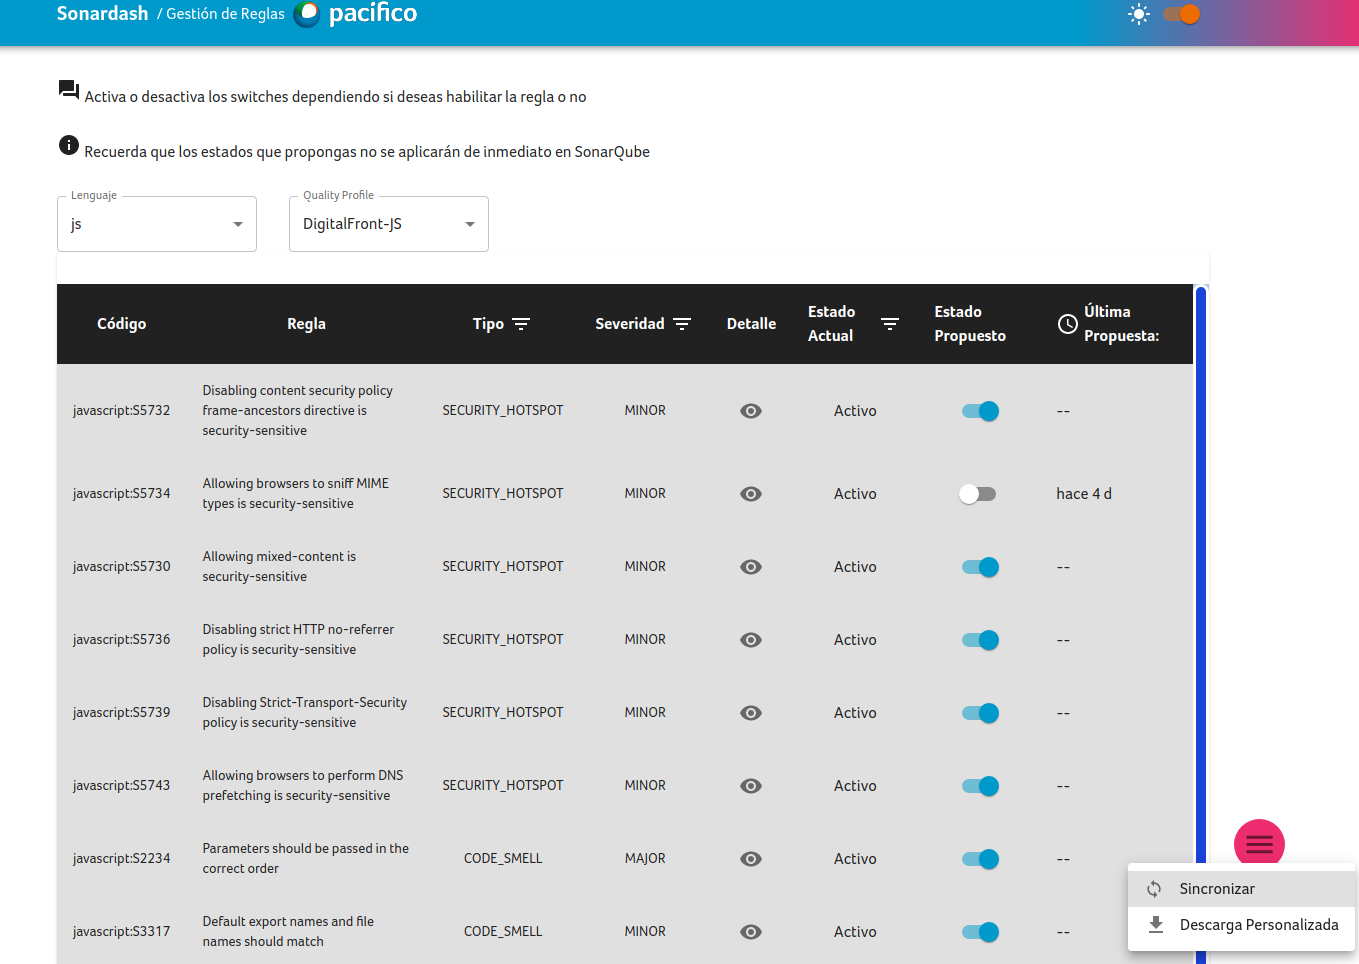 Sonardash / Gestión de Reglas pacífico
Activa o desactiva los switches dependiendo si deseas habilitar la regla o no
Recuerda que los estados que propongas no se aplicarán de inmediato en SonarQube
Lenguaje
js
Quality Profile
DigitalFront-JS
Código Regla Tipo Severidad Detalle Estado Actual Estado Propuesto Última Propuesta:
javascript:S5732 Disabling content security policy frame-ancestors directive is security-sensitive SECURITY_HOTSPOT MINOR Activo --
javascript:S5734 Allowing browsers to sniff MIME types is security-sensitive SECURITY_HOTSPOT MINOR Activo hace 4 d
javascript:S5730 Allowing mixed-content is security-sensitive SECURITY_HOTSPOT MINOR Activo --
javascript:S5736 Disabling strict HTTP no-referrer policy is security-sensitive SECURITY_HOTSPOT MINOR Activo --
javascript:S5739 Disabling Strict-Transport-Security policy is security-sensitive SECURITY_HOTSPOT MINOR Activo --
javascript:S5743 Allowing browsers to perform DNS prefetching is security-sensitive SECURITY_HOTSPOT MINOR Activo --
javascript:S2234 Parameters should be passed in the correct order CODE_SMELL MAJOR Activo --
javascript:S3317 Default export names and file names should match CODE_SMELL MINOR Activo --
Sincronizar
Descarga Personalizada